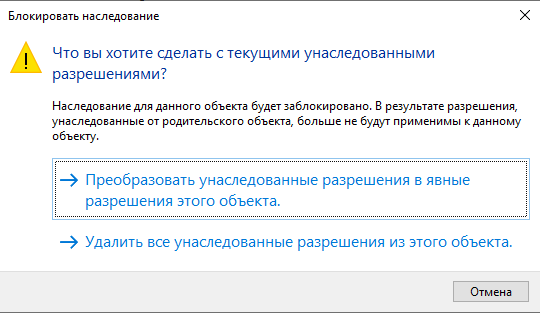 Блокировать наследование
Что вы хотите сделать с текущими унаследованными
разрешениями?
Наследование для данного объекта будет заблокировано. В результате разрешения,
унаследованные от родительского объекта, больше не будут применимы к данному
объекту.
Преобразовать унаследованные разрешения в явные
разрешения этого объекта.
Удалить все унаследованные разрешения из этого объекта.
Отмена